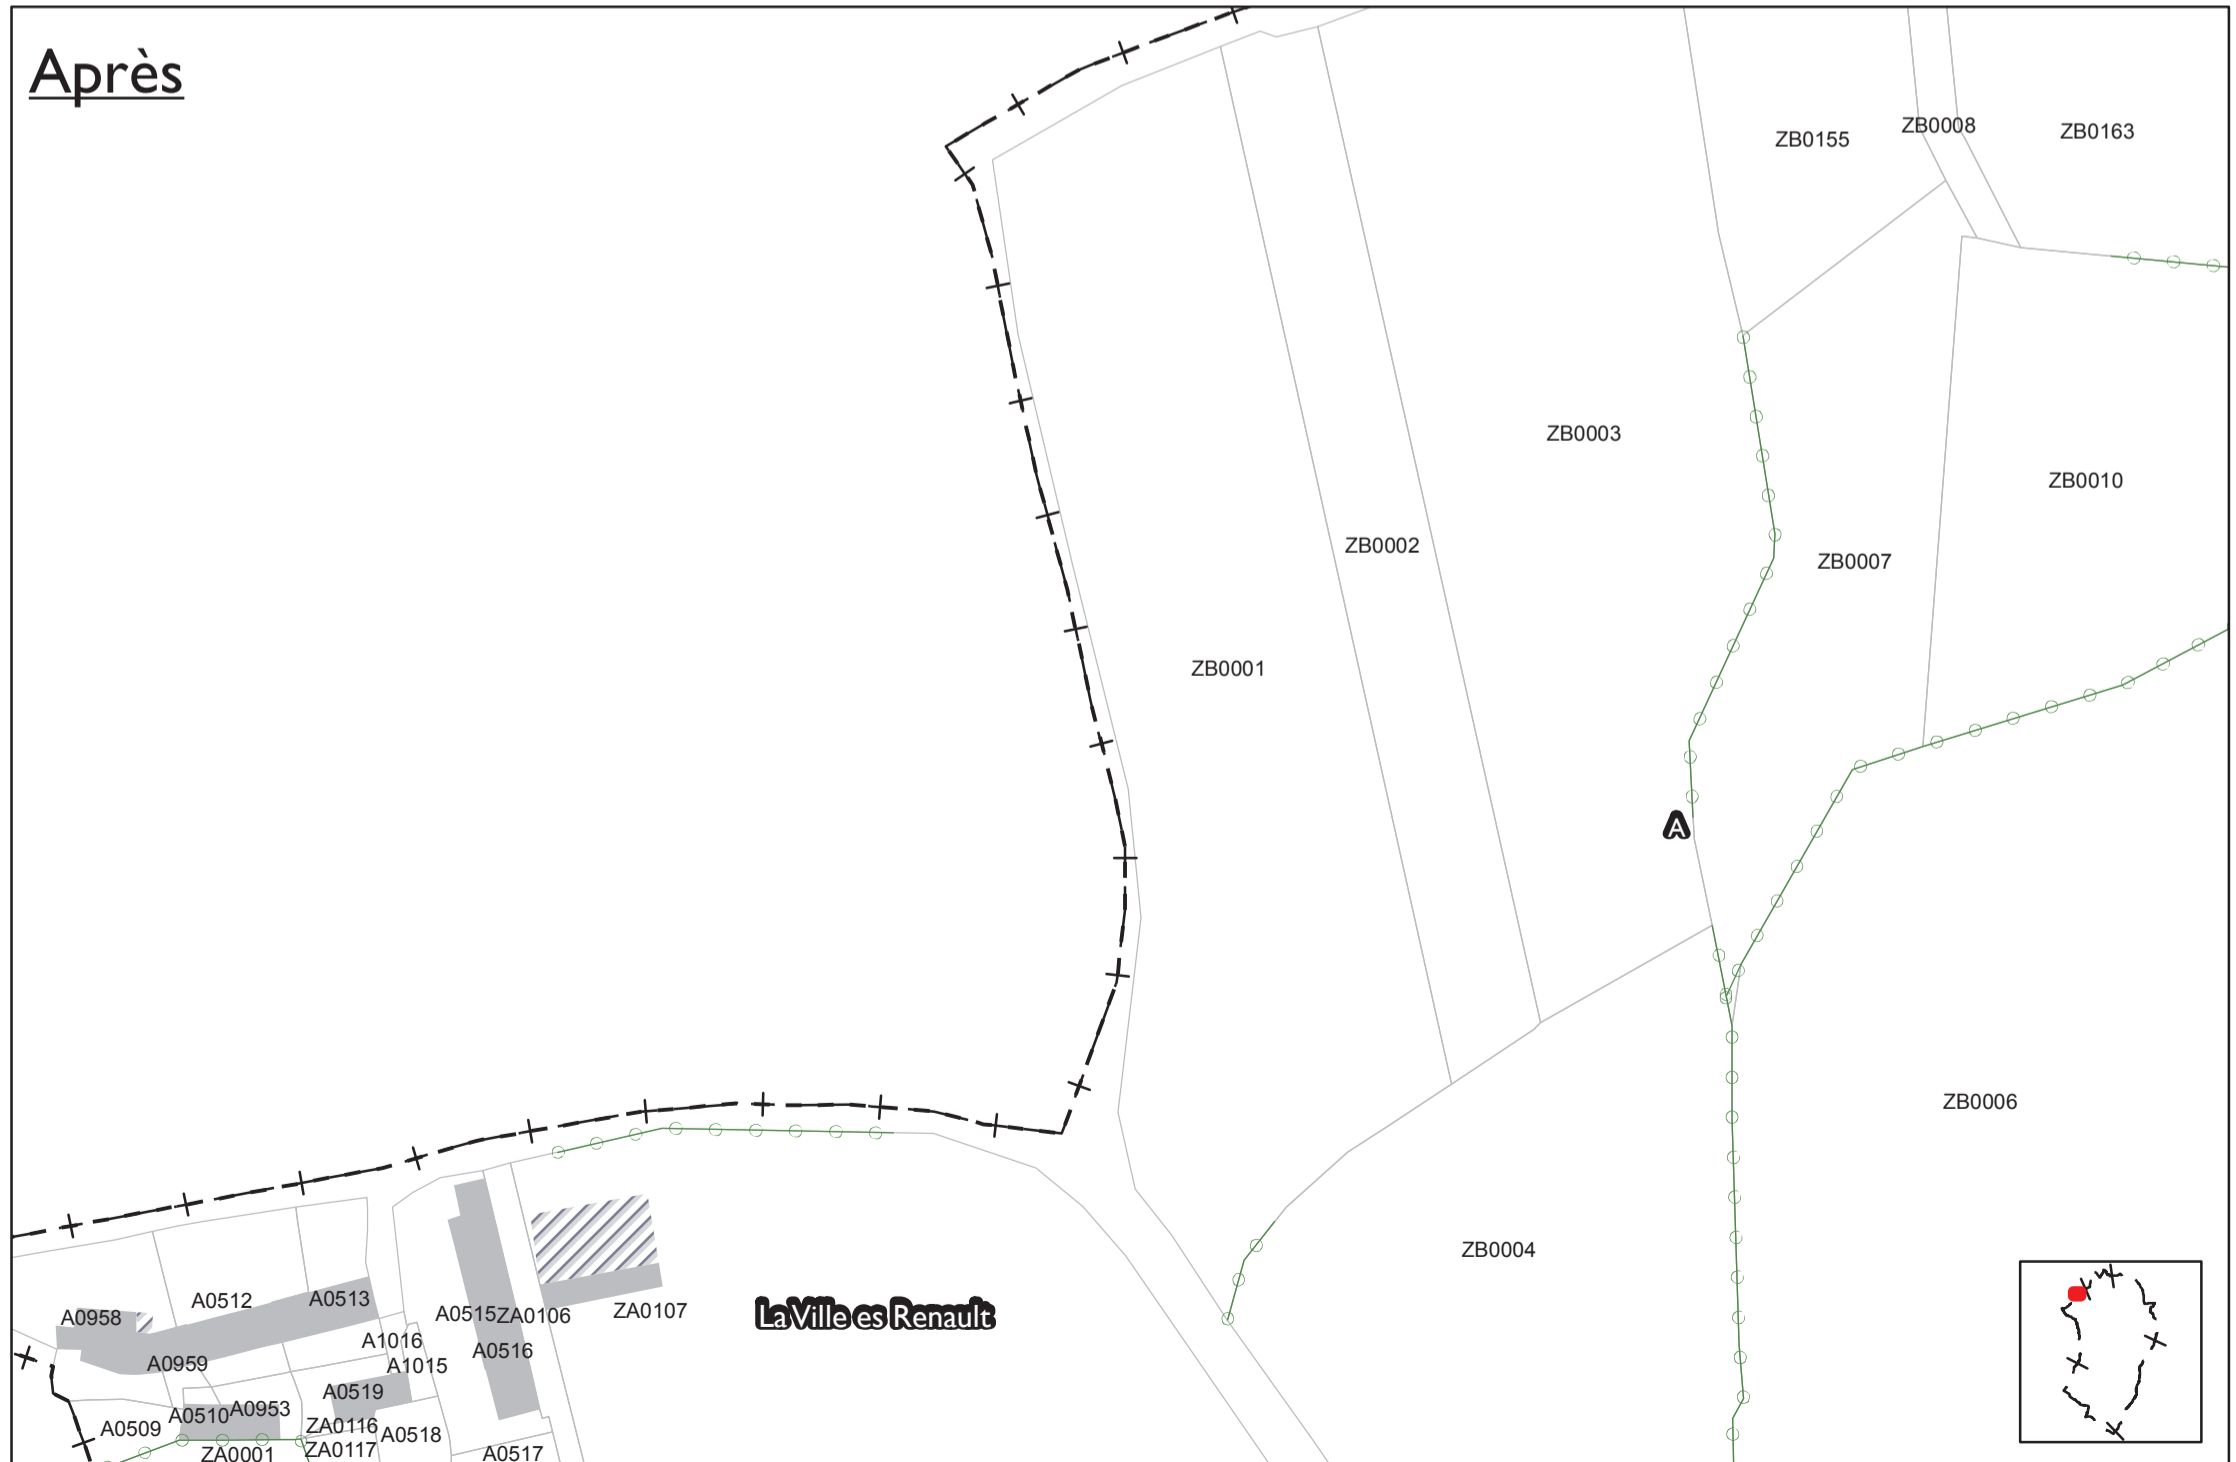 Après
ZB0155
ZB0008
ZB0163
ZB0003
ZB0010
ZB0002
ZB0007
ZB0001
A
ZB0006
ZB0004
A0958
A0512
A0513
A0515
ZA0106
ZA0107
La Ville es Renault
A1016
A0516
A0959
A1015
A0519
A0510
A0953
A0509
ZA0116
A0518
ZA0001
ZA0117
A0517